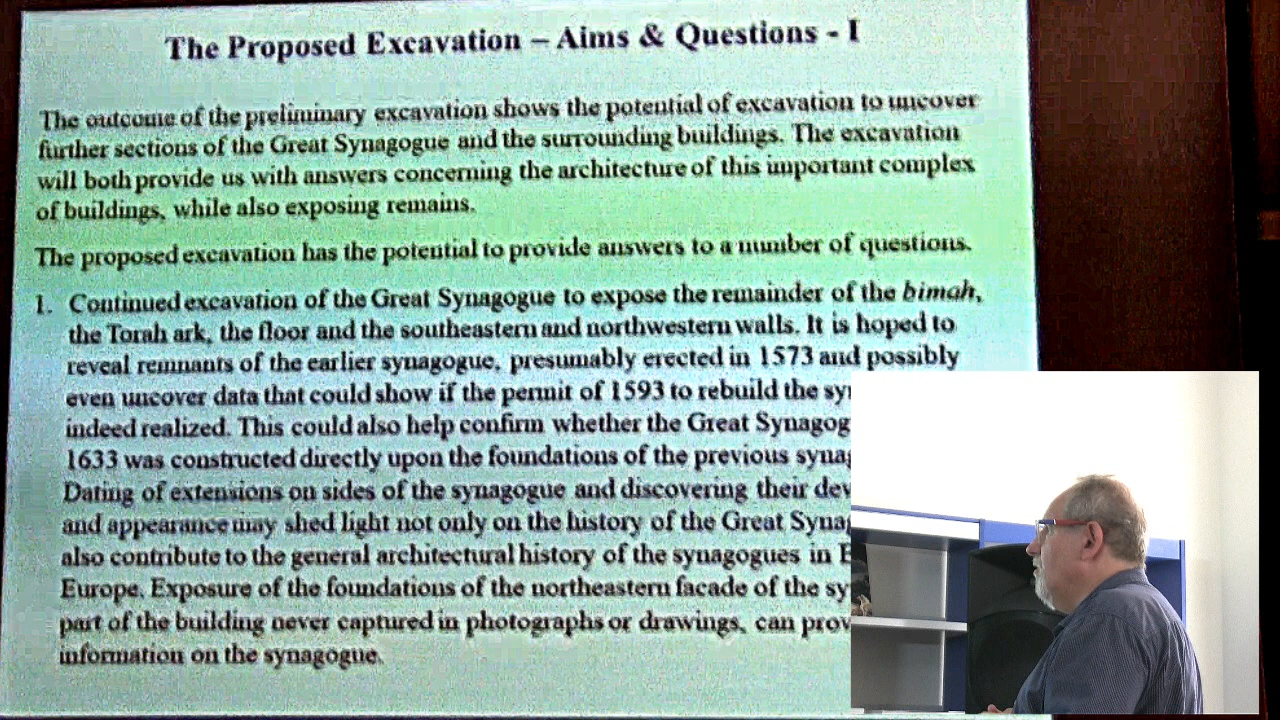 The Proposed Excavation – Aims & Questions - I
The outcome of the preliminary excavation shows the potential of excavation to uncover
further sections of the Great Synagogue and the surrounding buildings. The excavation
will both provide us with answers concerning the architecture of this important complex
of buildings, while also exposing remains.
The proposed excavation has the potential to provide answers to a number of questions.
1. Continued excavation of the Great Synagogue to expose the remainder of the bimah,
the Torah ark, the floor and the southeastern and northwestern walls. It is hoped to
reveal remnants of the earlier synagogue, presumably erected in 1573 and possibly
even uncover data that could show if the permit of 1593 to rebuild the
indeed realized. This could also help confirm whether the Great
1633 was constructed directly upon the foundations of the previous
Dating of extensions on sides of the synagogue and discovering their
and appearance may shed light not only on the history of the Great
also contribute to the general architectural history of the synagogues in
Europe. Exposure of the foundations of the northeastern facade of the
part of the building never captured in photographs or drawings, can
information on the synagogue.